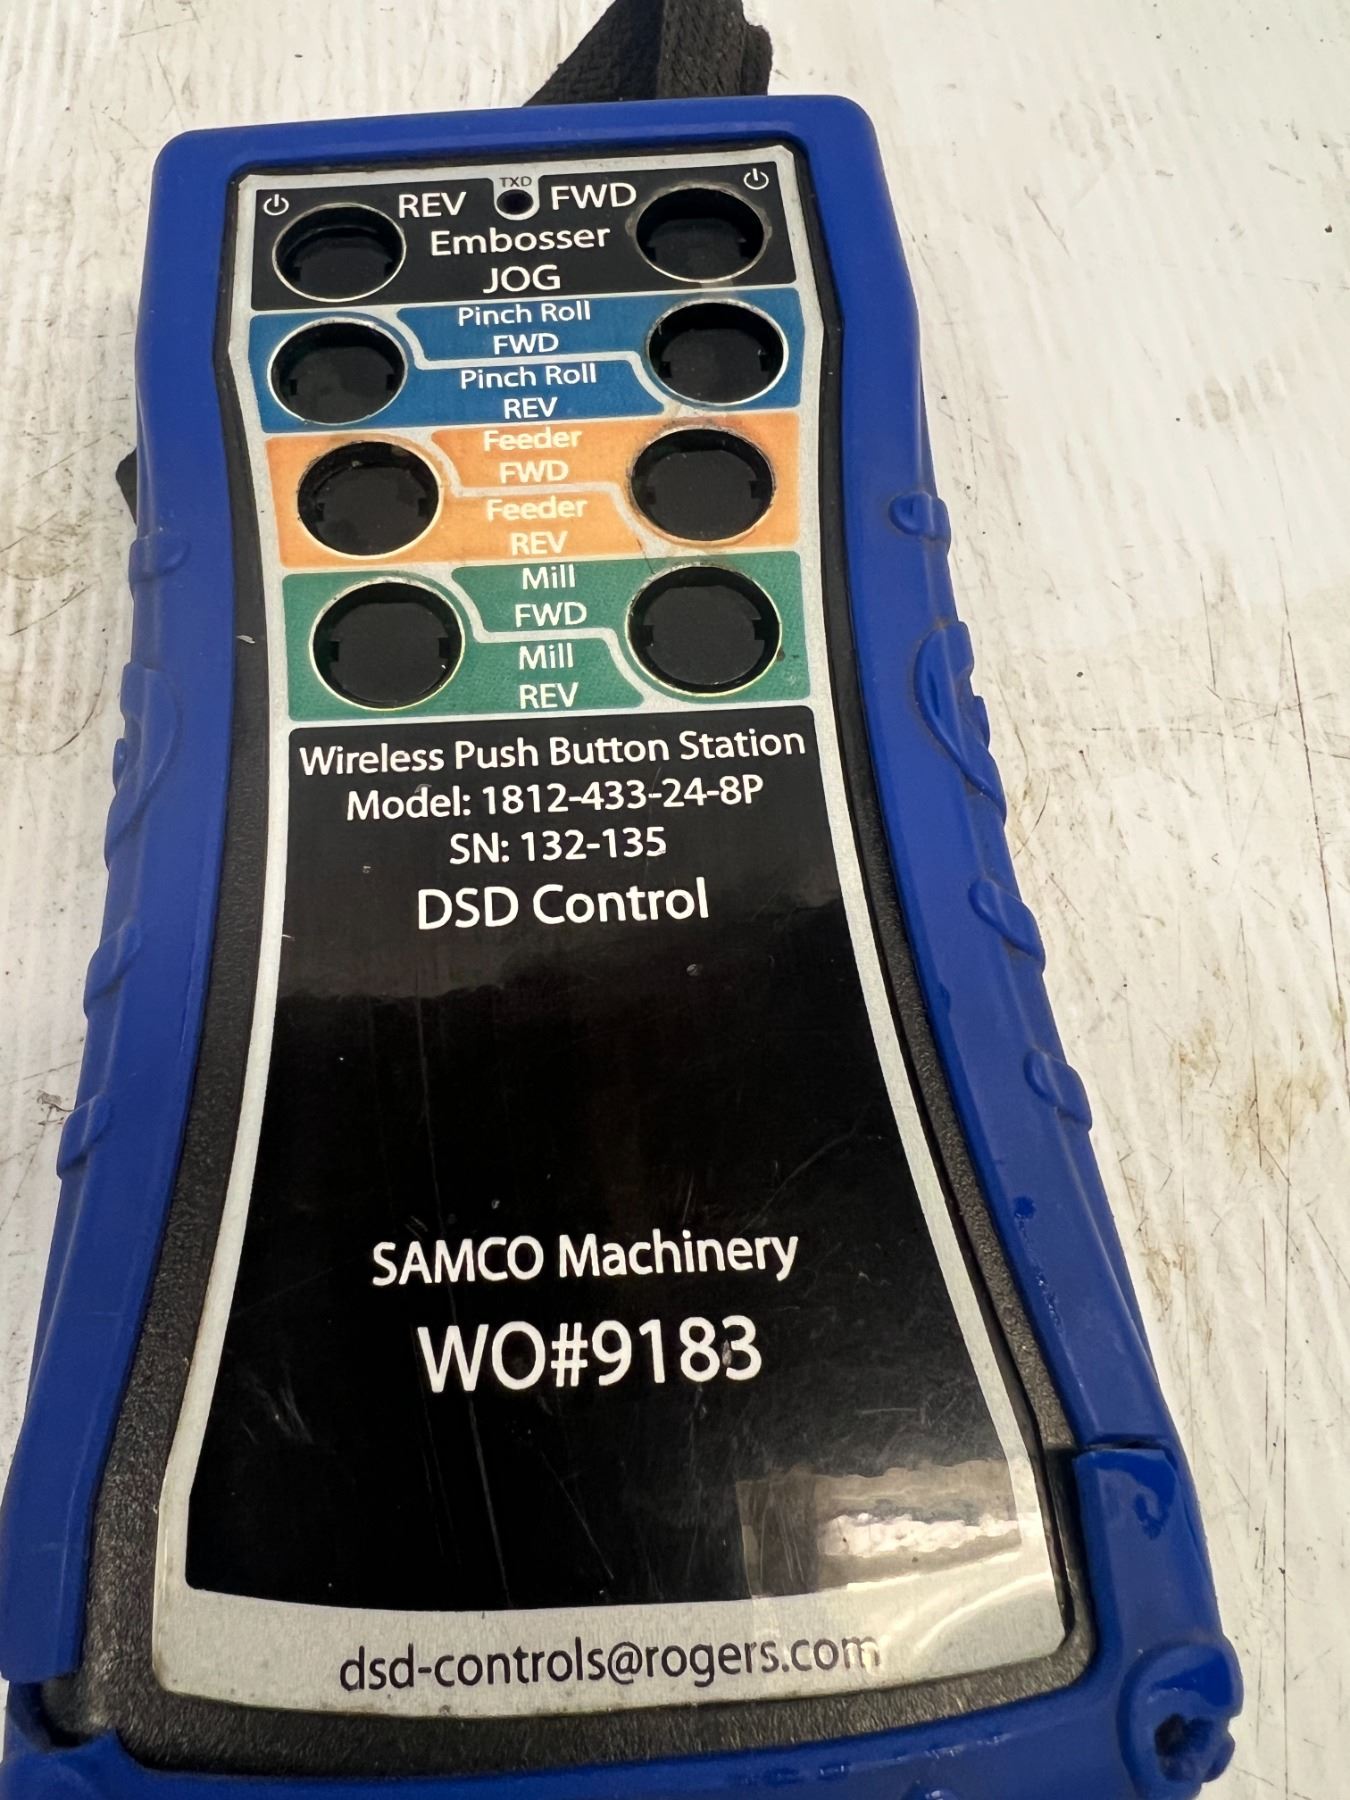 TXD
REV FWD
Embosser
JOG
Pinch Roll
FWD
Pinch Roll
REV
Feeder
FWD
Feeder
REV
Mill
FWD
Mill
REV
Wireless Push Button Station
Model: 1812-433-24-8P
SN: 132-135
DSD Control
SAMCO Machinery
WO#9183
dsd-controls@rogers.com